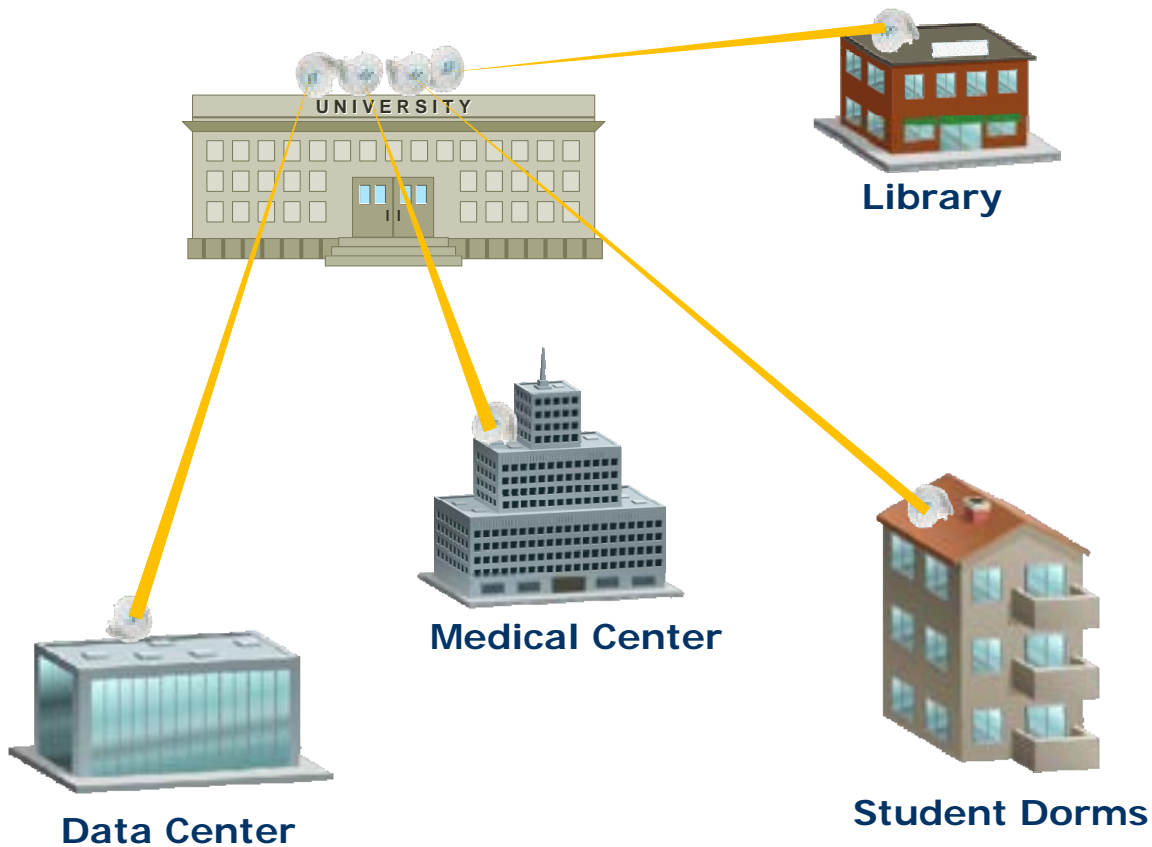 UNIVERSITY
Library
Medical Center
Student Dorms
Data Center